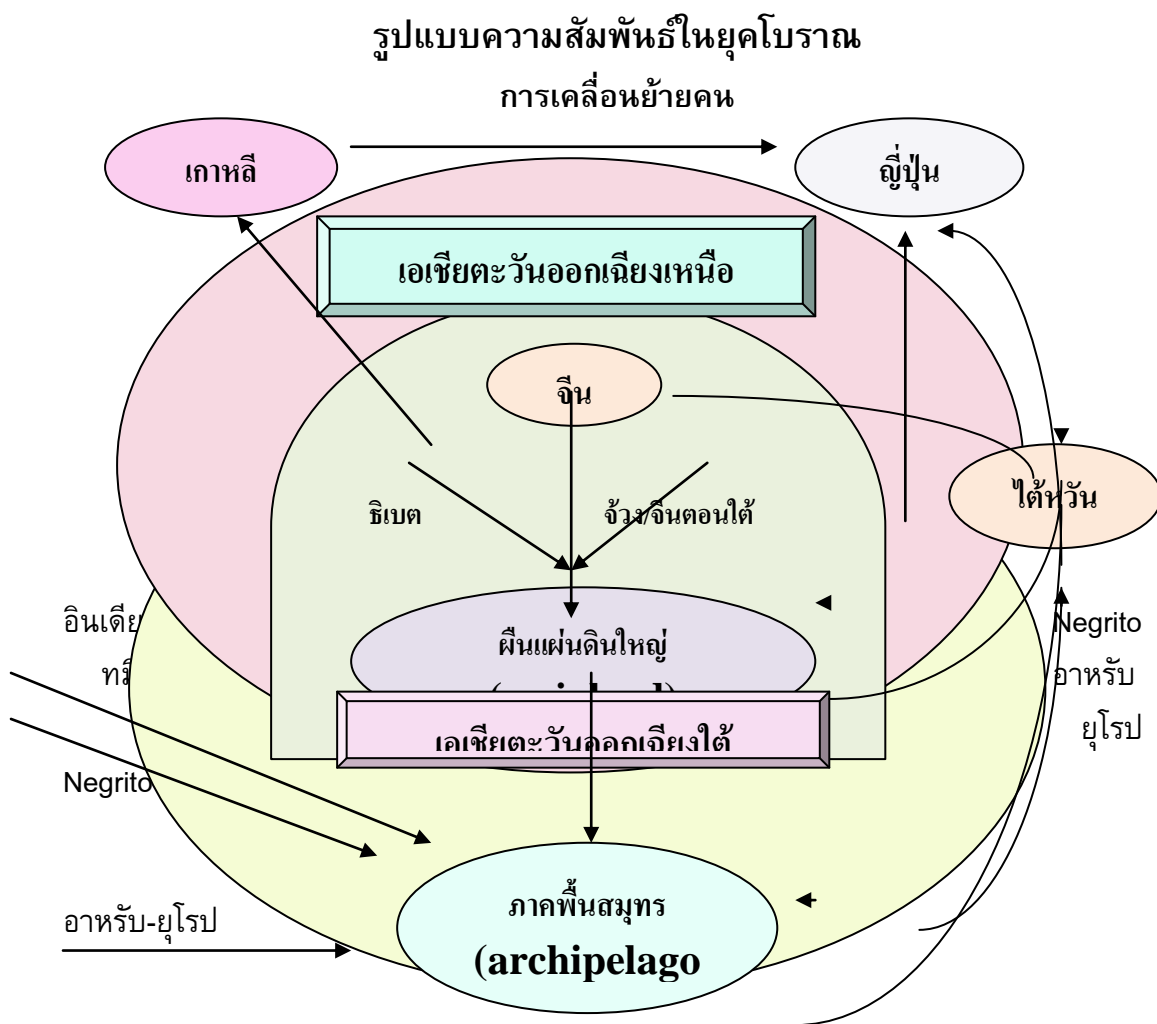 รูปแบบความสัมพันธ์ในยุคโบราณ
การเคลื่อนย้ายคน
เกาหลี
ญี่ปุ่น
เอเชียตะวันออกเฉียงเหนือ
จีน
ไต้หวัน
ธิเบต
จ้วง/จีนตอนใต้
อินเดีย
Negrito
ผืนแผ่นดินใหญ่
อาหรับ
ยุโรป
เอเชียตะวันออกเฉียงใต้
Negrito
ภาคพื้นสมุทร
อาหรับ-ยุโรป
(archipelago